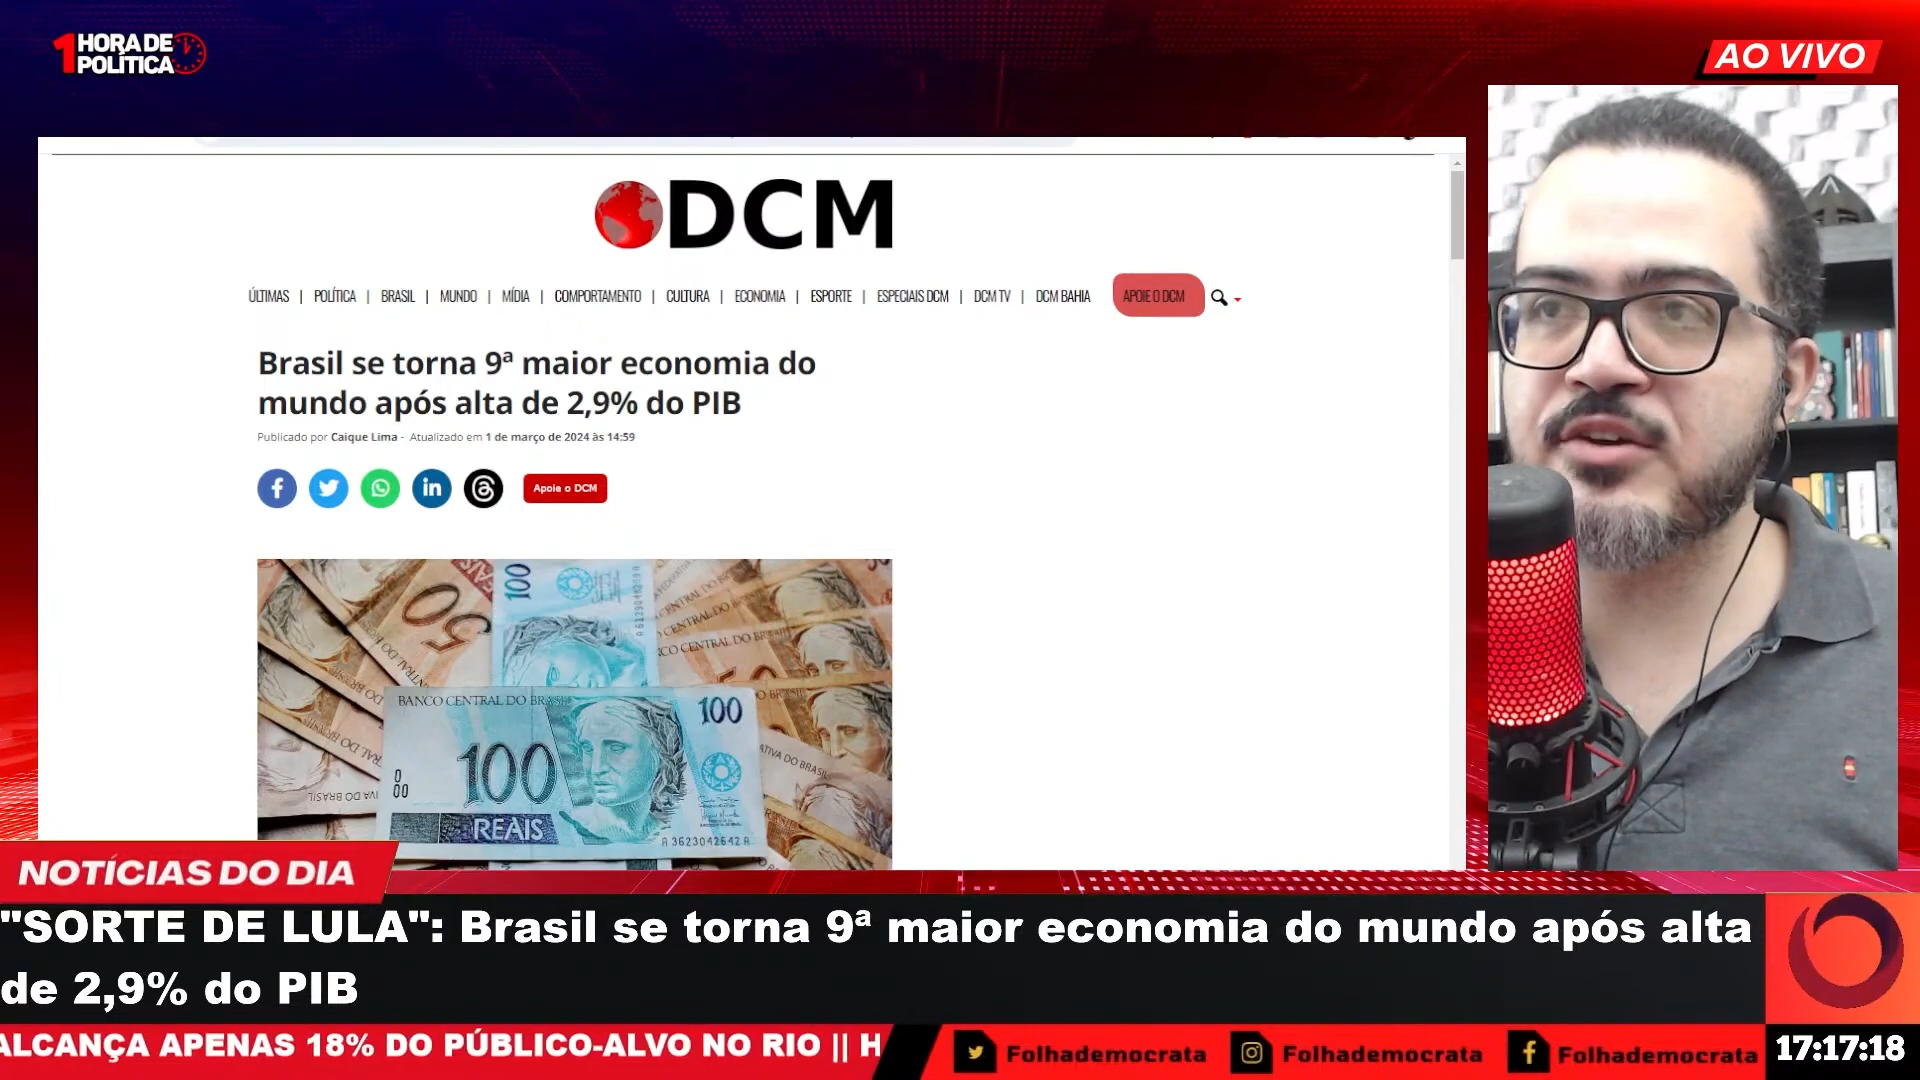 1 HORA DE POLÍTICA
AO VIVO
DCM
ÚLTIMAS | POLÍTICA | BRASIL | MUNDO | MÍDIA | COMPORTAMENTO | CULTURA | ECONOMIA | ESPORTE | ESPECIAIS DCM | DCM TV | DCM BAHIA APOIE O DCM
Brasil se torna 9ª maior economia do
mundo após alta de 2,9% do PIB
Publicado por Caique Lima - Atualizado em 1 de março de 2024 às 14:59
Apoie o DCM
50
100
BANCO CENTRAL DO BRASIL
100
100
REAIS
A 3623042642 A
NOTÍCIAS DO DIA
"SORTE DE LULA": Brasil se torna 9ª maior economia do mundo após alta
de 2,9% do PIB
ALCANÇA APENAS 18% DO PÚBLICO-ALVO NO RIO || H
Folhademocrata
Folhademocrata
Folhademocrata
17:17:18